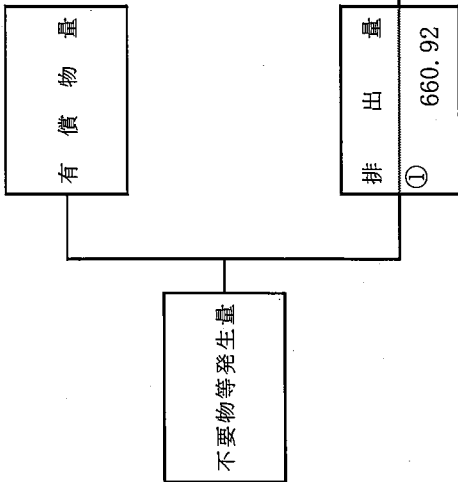 有償物量
不要物等発生量
排出量
①
660.92